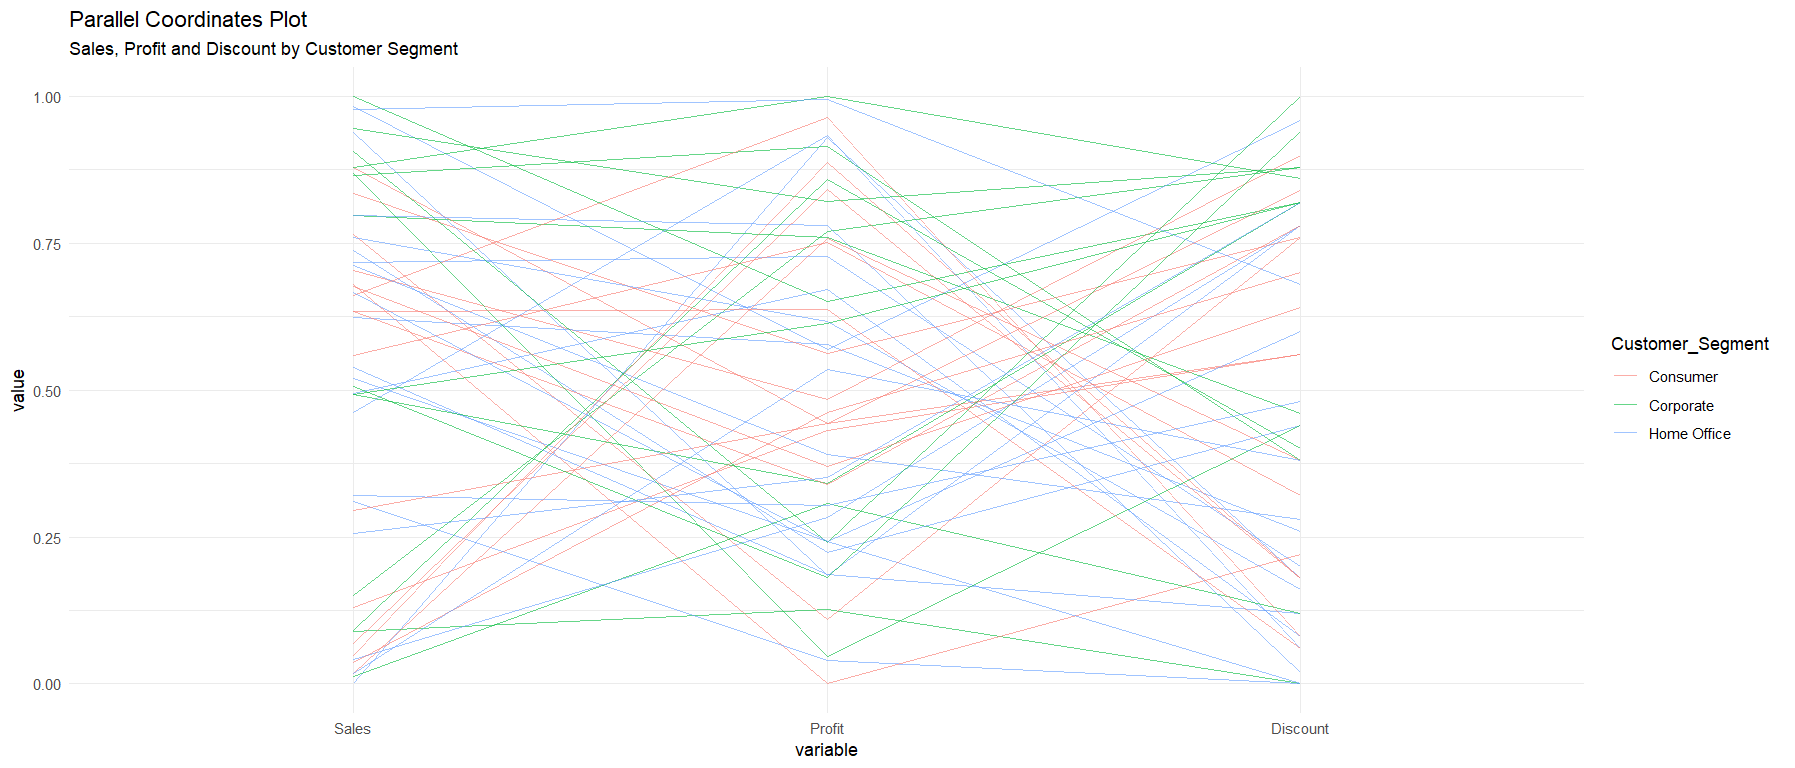 Parallel Coordinates Plot
Sales, Profit and Discount by Customer Segment
1.00
0.75
0.50
0.25
0.00
value
Sales
Profit
Discount
variable
Customer_Segment
Consumer
Corporate
Home Office